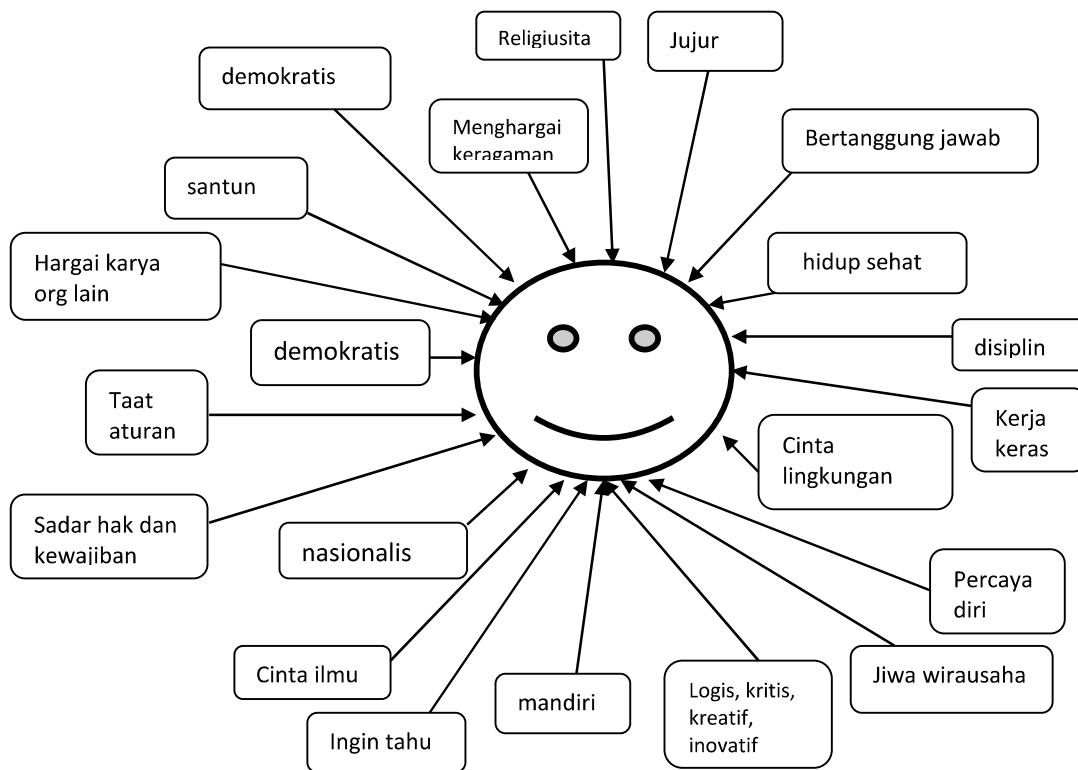 Religiusita
Jujur
demokratis
Menghargai
keragaman
Bertanggung jawab
santun
Hargai karya
org lain
hidup sehat
demokratis
disiplin
Taat
aturan
Kerja
keras
Cinta
lingkungan
Sadar hak dan
kewajiban
nasionalis
Percaya
diri
Cinta ilmu
Jiwa wirausaha
mandiri
Logis, kritis,
kreatif,
inovatif
Ingin tahu